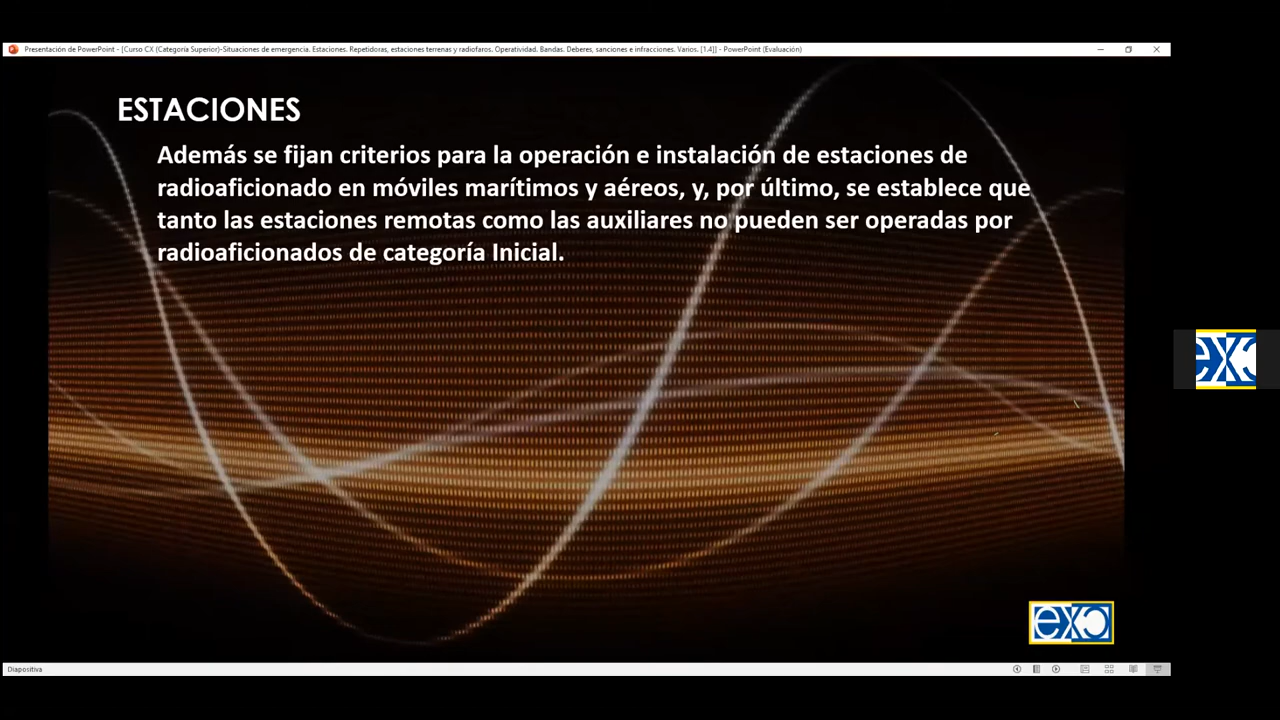 Presentación de PowerPoint - [Curso CX (Categoría Superior)-Situaciones de emergencia. Estaciones. Repetidoras, estaciones terrenas y radiofaros. Operatividad. Bandas. Deberes, sanciones e infracciones. Varios. [1.4]] - PowerPoint (Evaluación)
ESTACIONES
Además se fijan criterios para la operación e instalación de estaciones de
radioaficionado en móviles marítimos y aéreos, y, por último, se establece que
tanto las estaciones remotas como las auxiliares no pueden ser operadas por
radioaficionados de categoría Inicial.
Diapositiva